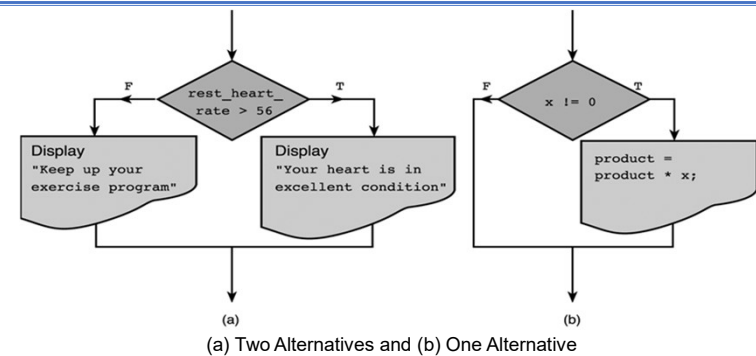 F
rest_heart_
rate > 56
T
Display
"Keep up your
exercise program"
Display
"Your heart is in
excellent condition"
(a)
F
x != 0
T
product =
product * x;
(b)
(a) Two Alternatives and (b) One Alternative